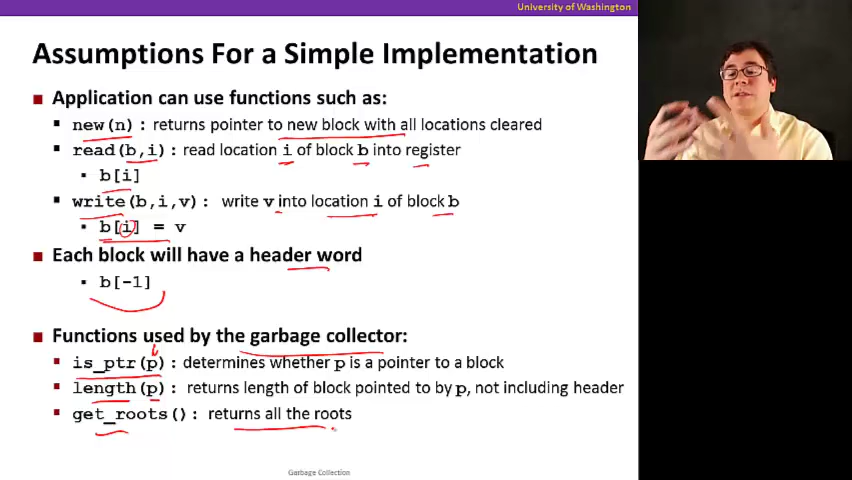 University of Washington
Assumptions For a Simple Implementation
Application can use functions such as:
new(n): returns pointer to new block with all locations cleared
read(b,i): read location i of block b into register
b[i]
write(b,i,v): write v into location i of block b
b[i] = v
Each block will have a header word
b[-1]
Functions used by the garbage collector:
is_ptr(p): determines whether p is a pointer to a block
length(p): returns length of block pointed to by p, not including header
get_roots(): returns all the roots
Garbage Collection